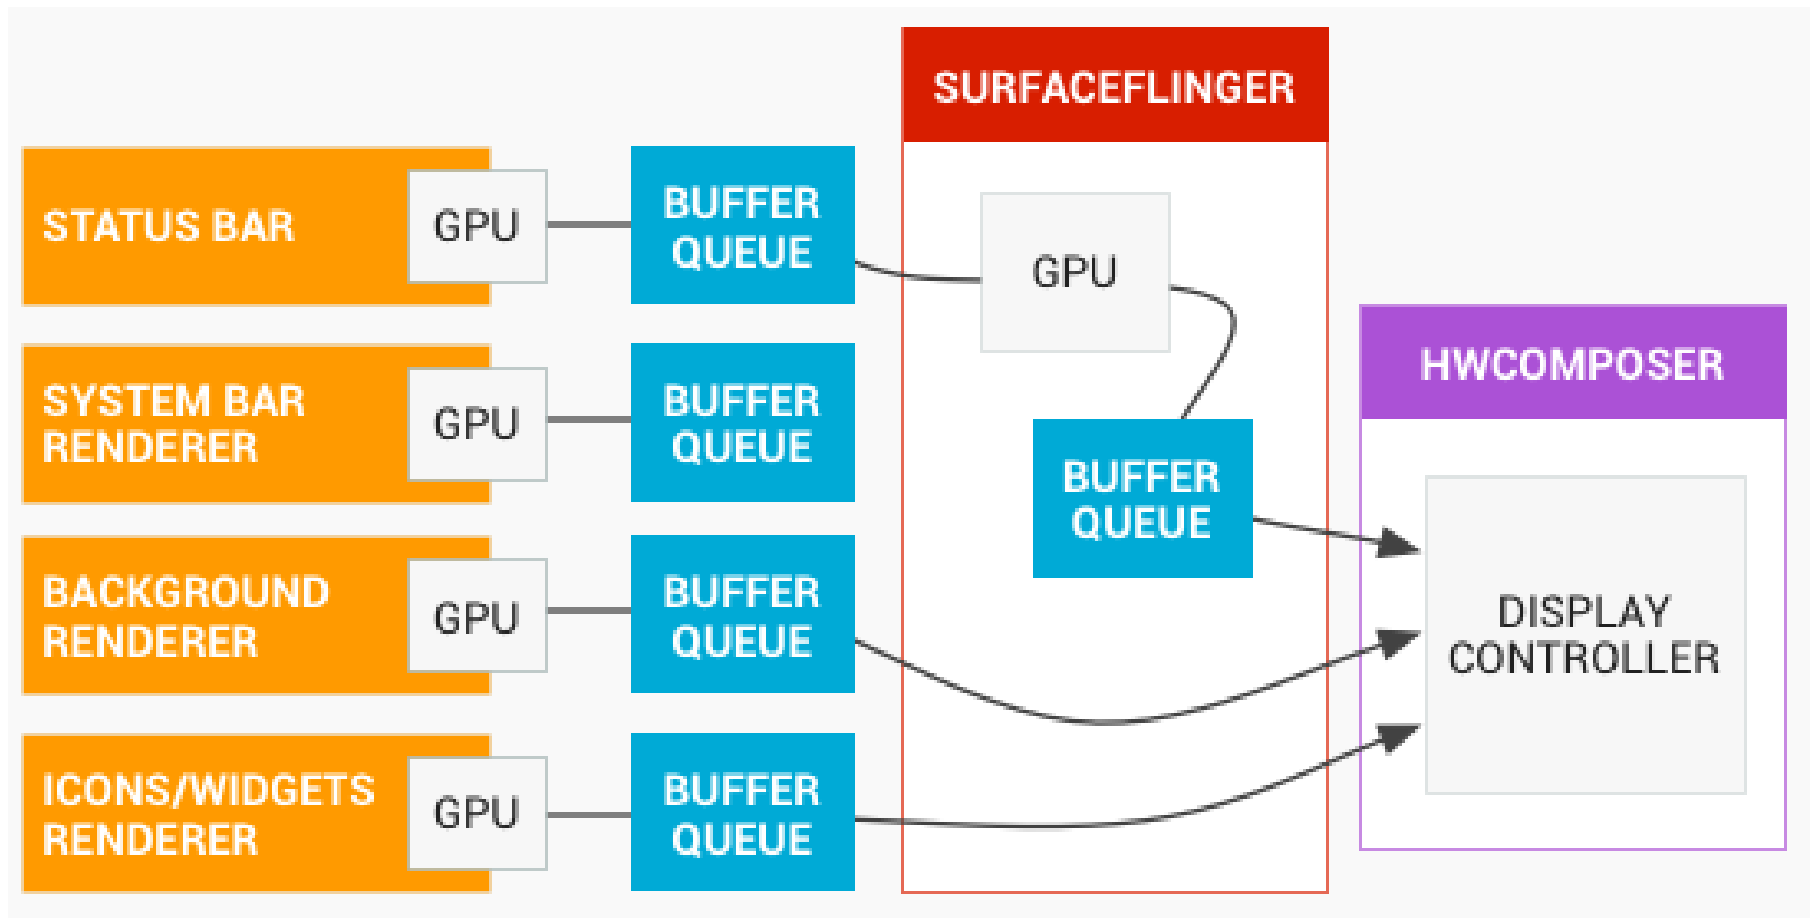 SURFACEFLINGER
STATUS BAR
GPU
BUFFER
QUEUE
GPU
SYSTEM BAR
RENDERER
GPU
BUFFER
QUEUE
HWCOMPOSER
BUFFER
QUEUE
BACKGROUND
RENDERER
GPU
BUFFER
QUEUE
DISPLAY
CONTROLLER
ICONS/WIDGETS
RENDERER
GPU
BUFFER
QUEUE